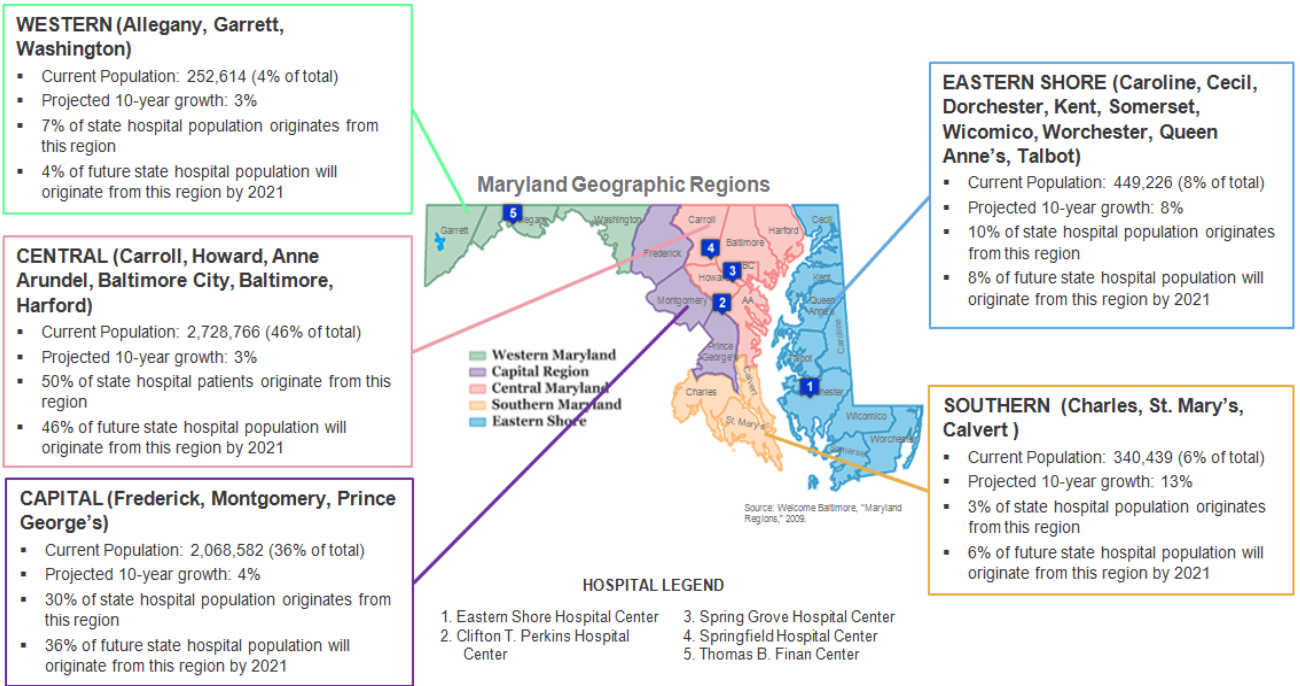 WESTERN (Allegany, Garrett,
Washington)
▪ Current Population: 252,614 (4% of total)
▪ Projected 10-year growth: 3%
▪ 7% of state hospital population originates from
this region
▪ 4% of future state hospital population will
originate from this region by 2021
CENTRAL (Carroll, Howard, Anne
Arundel, Baltimore City, Baltimore,
Harford)
▪ Current Population: 2,728,766 (46% of total)
▪ Projected 10-year growth: 3%
▪ 50% of state hospital patients originate from this
region
▪ 46% of future state hospital population will
originate from this region by 2021
CAPITAL (Frederick, Montgomery, Prince
George's)
▪ Current Population: 2,068,582 (36% of total)
▪ Projected 10-year growth: 4%
▪ 30% of state hospital population originates from
this region
▪ 36% of future state hospital population will
originate from this region by 2021
Maryland Geographic Regions
Garrett
5
Washington
Frederick
Carroll
Baltimore
Harford
Cecil
4
3
BC
Montgomery
2
AA
Kent
Queen
Anne's
Caroline
Prince
George's
Talbot
1
Charles
Calvert
St. Mary's
Wicomico
Worchester
Somerset
Western Maryland
Capital Region
Central Maryland
Southern Maryland
Eastern Shore
Source: Welcome Baltimore, "Maryland
Regions," 2009.
HOSPITAL LEGEND
1. Eastern Shore Hospital Center
2. Clifton T. Perkins Hospital
Center
3. Spring Grove Hospital Center
4. Springfield Hospital Center
5. Thomas B. Finan Center
EASTERN SHORE (Caroline, Cecil,
Dorchester, Kent, Somerset,
Wicomico, Worchester, Queen
Anne's, Talbot)
▪ Current Population: 449,226 (8% of total)
▪ Projected 10-year growth: 8%
▪ 10% of state hospital population originates
from this region
▪ 8% of future state hospital population will
originate from this region by 2021
SOUTHERN (Charles, St. Mary's,
Calvert )
▪ Current Population: 340,439 (6% of total)
▪ Projected 10-year growth: 13%
▪ 3% of state hospital population originates
from this region
▪ 6% of future state hospital population will
originate from this region by 2021